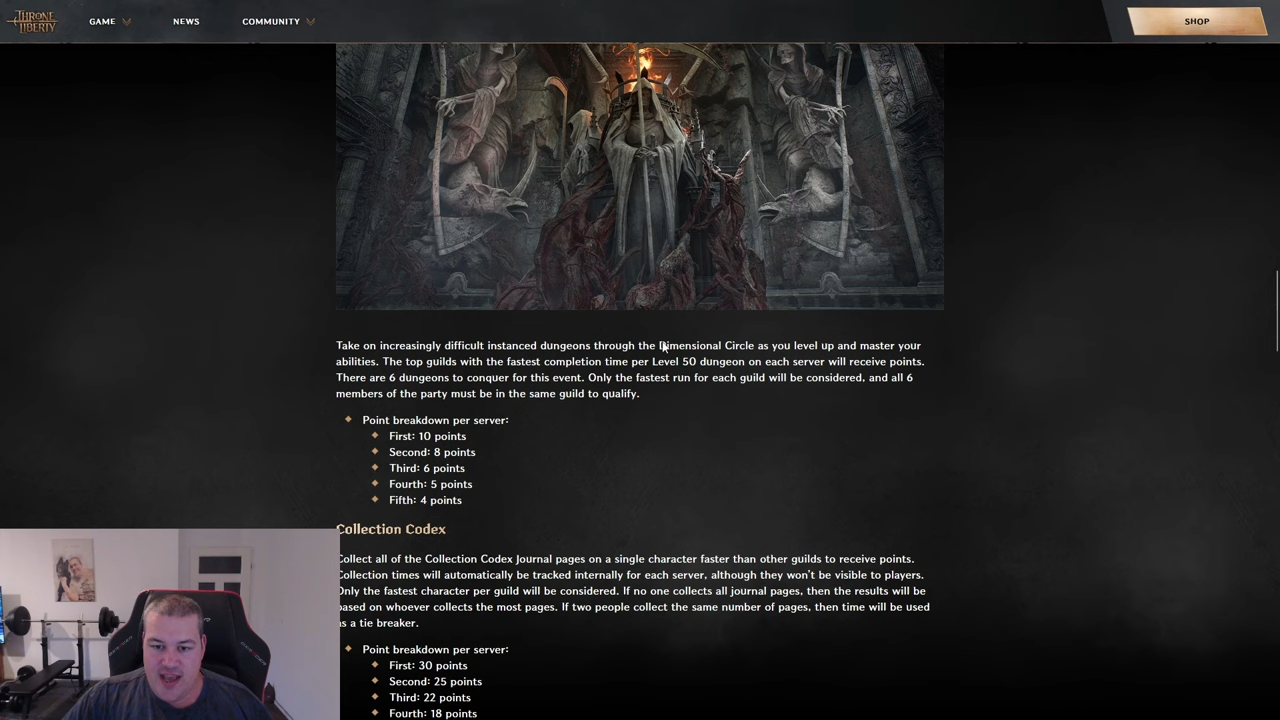 THRONE
LIBERTY
GAME
NEWS
COMMUNITY
SHOP
Take on increasingly difficult instanced dungeons through the Dimensional Circle as you level up and master your
abilities. The top guilds with the fastest completion time per Level 50 dungeon on each server will receive points.
There are 6 dungeons to conquer for this event. Only the fastest run for each guild will be considered, and all 6
members of the party must be in the same guild to qualify.
Point breakdown per server:
First: 10 points
Second: 8 points
Third: 6 points
Fourth: 5 points
Fifth: 4 points
Collection Codex
Collect all of the Collection Codex Journal pages on a single character faster than other guilds to receive points.
Collection times will automatically be tracked internally for each server, although they won't be visible to players.
Only the fastest character per guild will be considered. If no one collects all journal pages, then the results will be
based on whoever collects the most pages. If two people collect the same number of pages, then time will be used
as a tie breaker.
Point breakdown per server:
First: 30 points
Second: 25 points
Third: 22 points
Fourth: 18 points